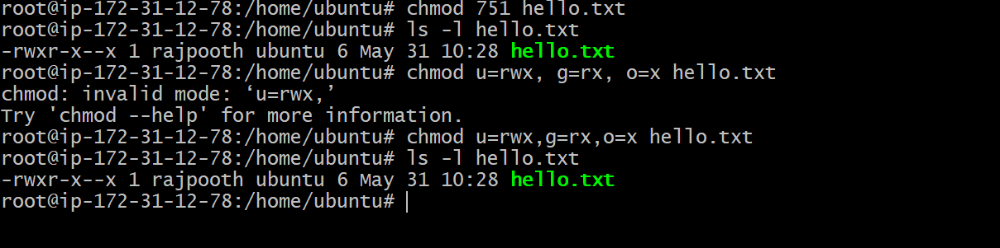 root@ip-172-31-12-78:/home/ubuntu# chmod 751 hello.txt
root@ip-172-31-12-78:/home/ubuntu# ls -l hello.txt
-rwxr-x--x 1 rajpooth ubuntu 6 May 31 10:28 hello.txt
root@ip-172-31-12-78:/home/ubuntu# chmod u=rwx, g=rx, o=x hello.txt
chmod: invalid mode: ‘u=rwx,’
Try 'chmod --help' for more information.
root@ip-172-31-12-78:/home/ubuntu# chmod u=rwx,g=rx,o=x hello.txt
root@ip-172-31-12-78:/home/ubuntu# ls -l hello.txt
-rwxr-x--x 1 rajpooth ubuntu 6 May 31 10:28 hello.txt
root@ip-172-31-12-78:/home/ubuntu#